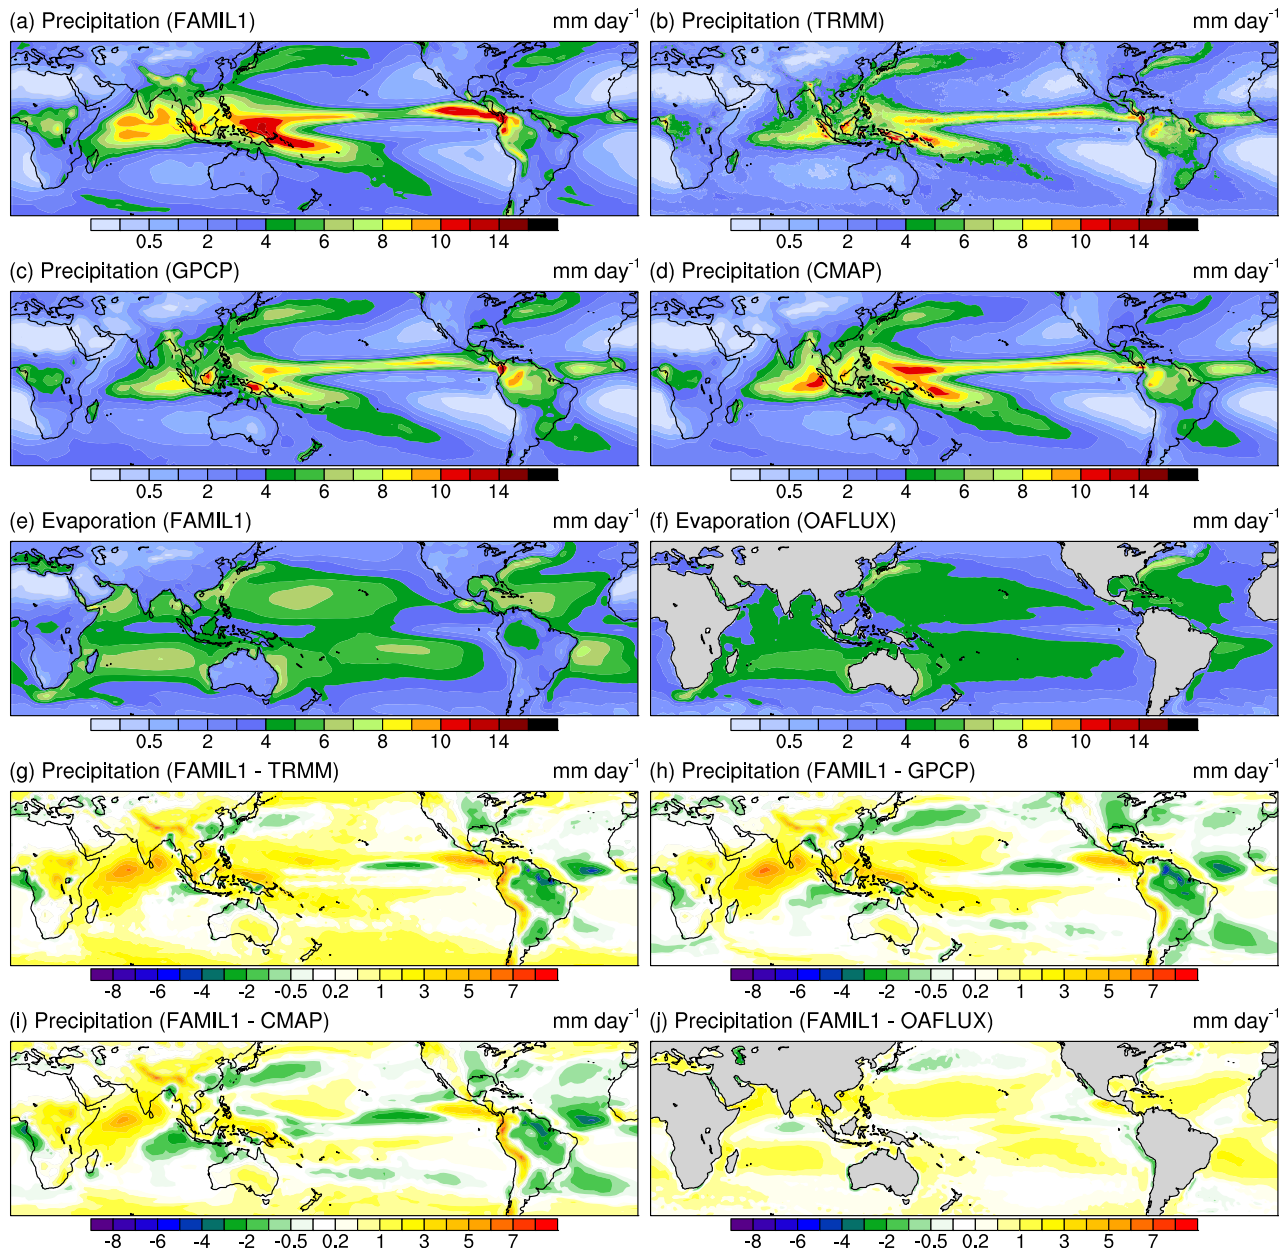 (a) Precipitation (FAMIL1) mm day-1
(b) Precipitation (TRMM) mm day-1
0.5 2 4 6 8 10 14
0.5 2 4 6 8 10 14
(c) Precipitation (GPCP) mm day-1
(d) Precipitation (CMAP) mm day-1
0.5 2 4 6 8 10 14
0.5 2 4 6 8 10 14
(e) Evaporation (FAMIL1) mm day-1
(f) Evaporation (OAFLUX) mm day-1
0.5 2 4 6 8 10 14
0.5 2 4 6 8 10 14
(g) Precipitation (FAMIL1 - TRMM) mm day-1
(h) Precipitation (FAMIL1 - GPCP) mm day-1
-8 -6 -4 -2 -0.5 0.2 1 3 5 7
-8 -6 -4 -2 -0.5 0.2 1 3 5 7
(i) Precipitation (FAMIL1 - CMAP) mm day-1
(j) Precipitation (FAMIL1 - OAFLUX) mm day-1
-8 -6 -4 -2 -0.5 0.2 1 3 5 7
-8 -6 -4 -2 -0.5 0.2 1 3 5 7